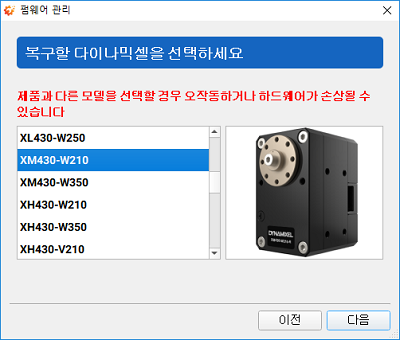 펌웨어 관리
복구할 다이나믹셀을 선택하세요
제품과 다른 모델을 선택할 경우 오작동하거나 하드웨어가 손상될 수
있습니다
XL430-W250
XM430-W210
XM430-W350
XH430-W210
XH430-W350
XH430-V210
DYNAMIXEL
이전
다음